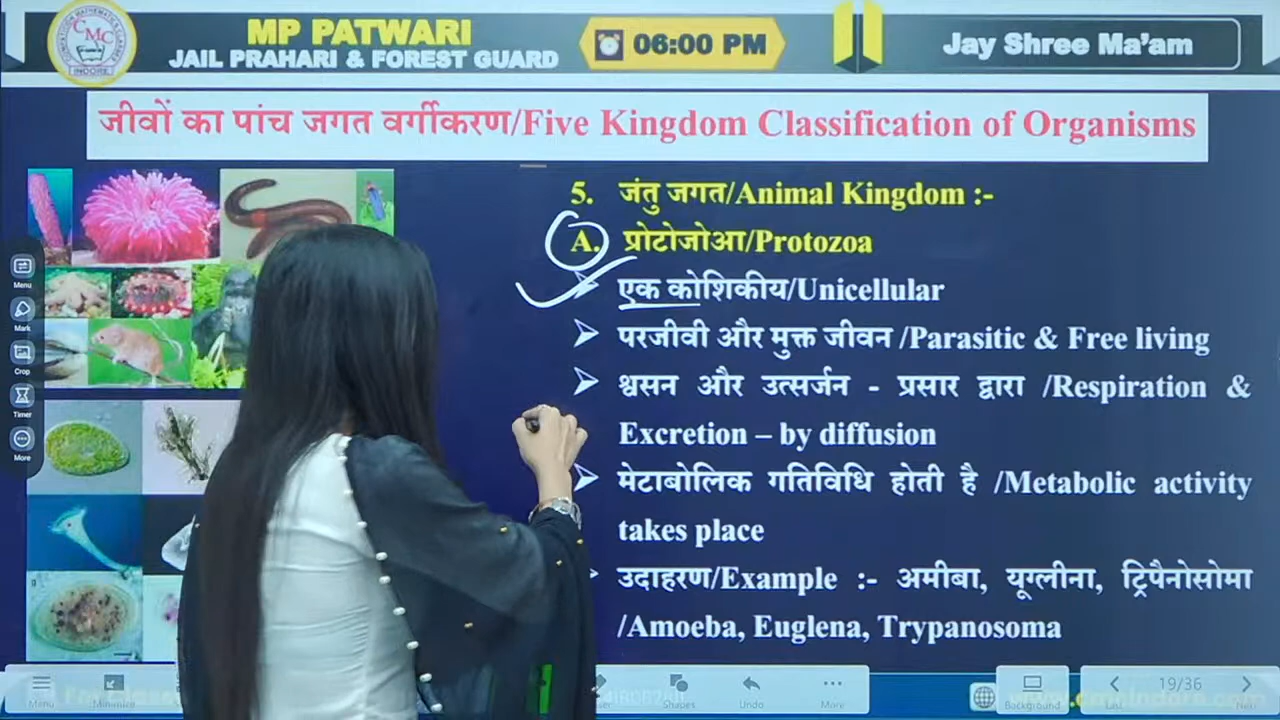 MP PATWARI
JAIL PRAHARI & FOREST GUARD
06:00 PM
Jay Shree Ma'am
CMC
INDORE
जीवों का पांच जगत वर्गीकरण/Five Kingdom Classification of Organisms
5. जंतु जगत/Animal Kingdom :-
A. प्रोटोजोआ/Protozoa
एक कोशिकीय/Unicellular
परजीवी और मुक्त जीवन /Parasitic & Free living
श्वसन और उत्सर्जन - प्रसार द्वारा /Respiration &
Excretion – by diffusion
मेटाबोलिक गतिविधि होती है /Metabolic activity
takes place
उदाहरण/Example :- अमीबा, यूग्लीना, ट्रिपैनोसोमा
/Amoeba, Euglena, Trypanosoma
Menu
Mark
Crop
Timer
More
Menu
Minimize
Shapes
Undo
More
Background
19/36